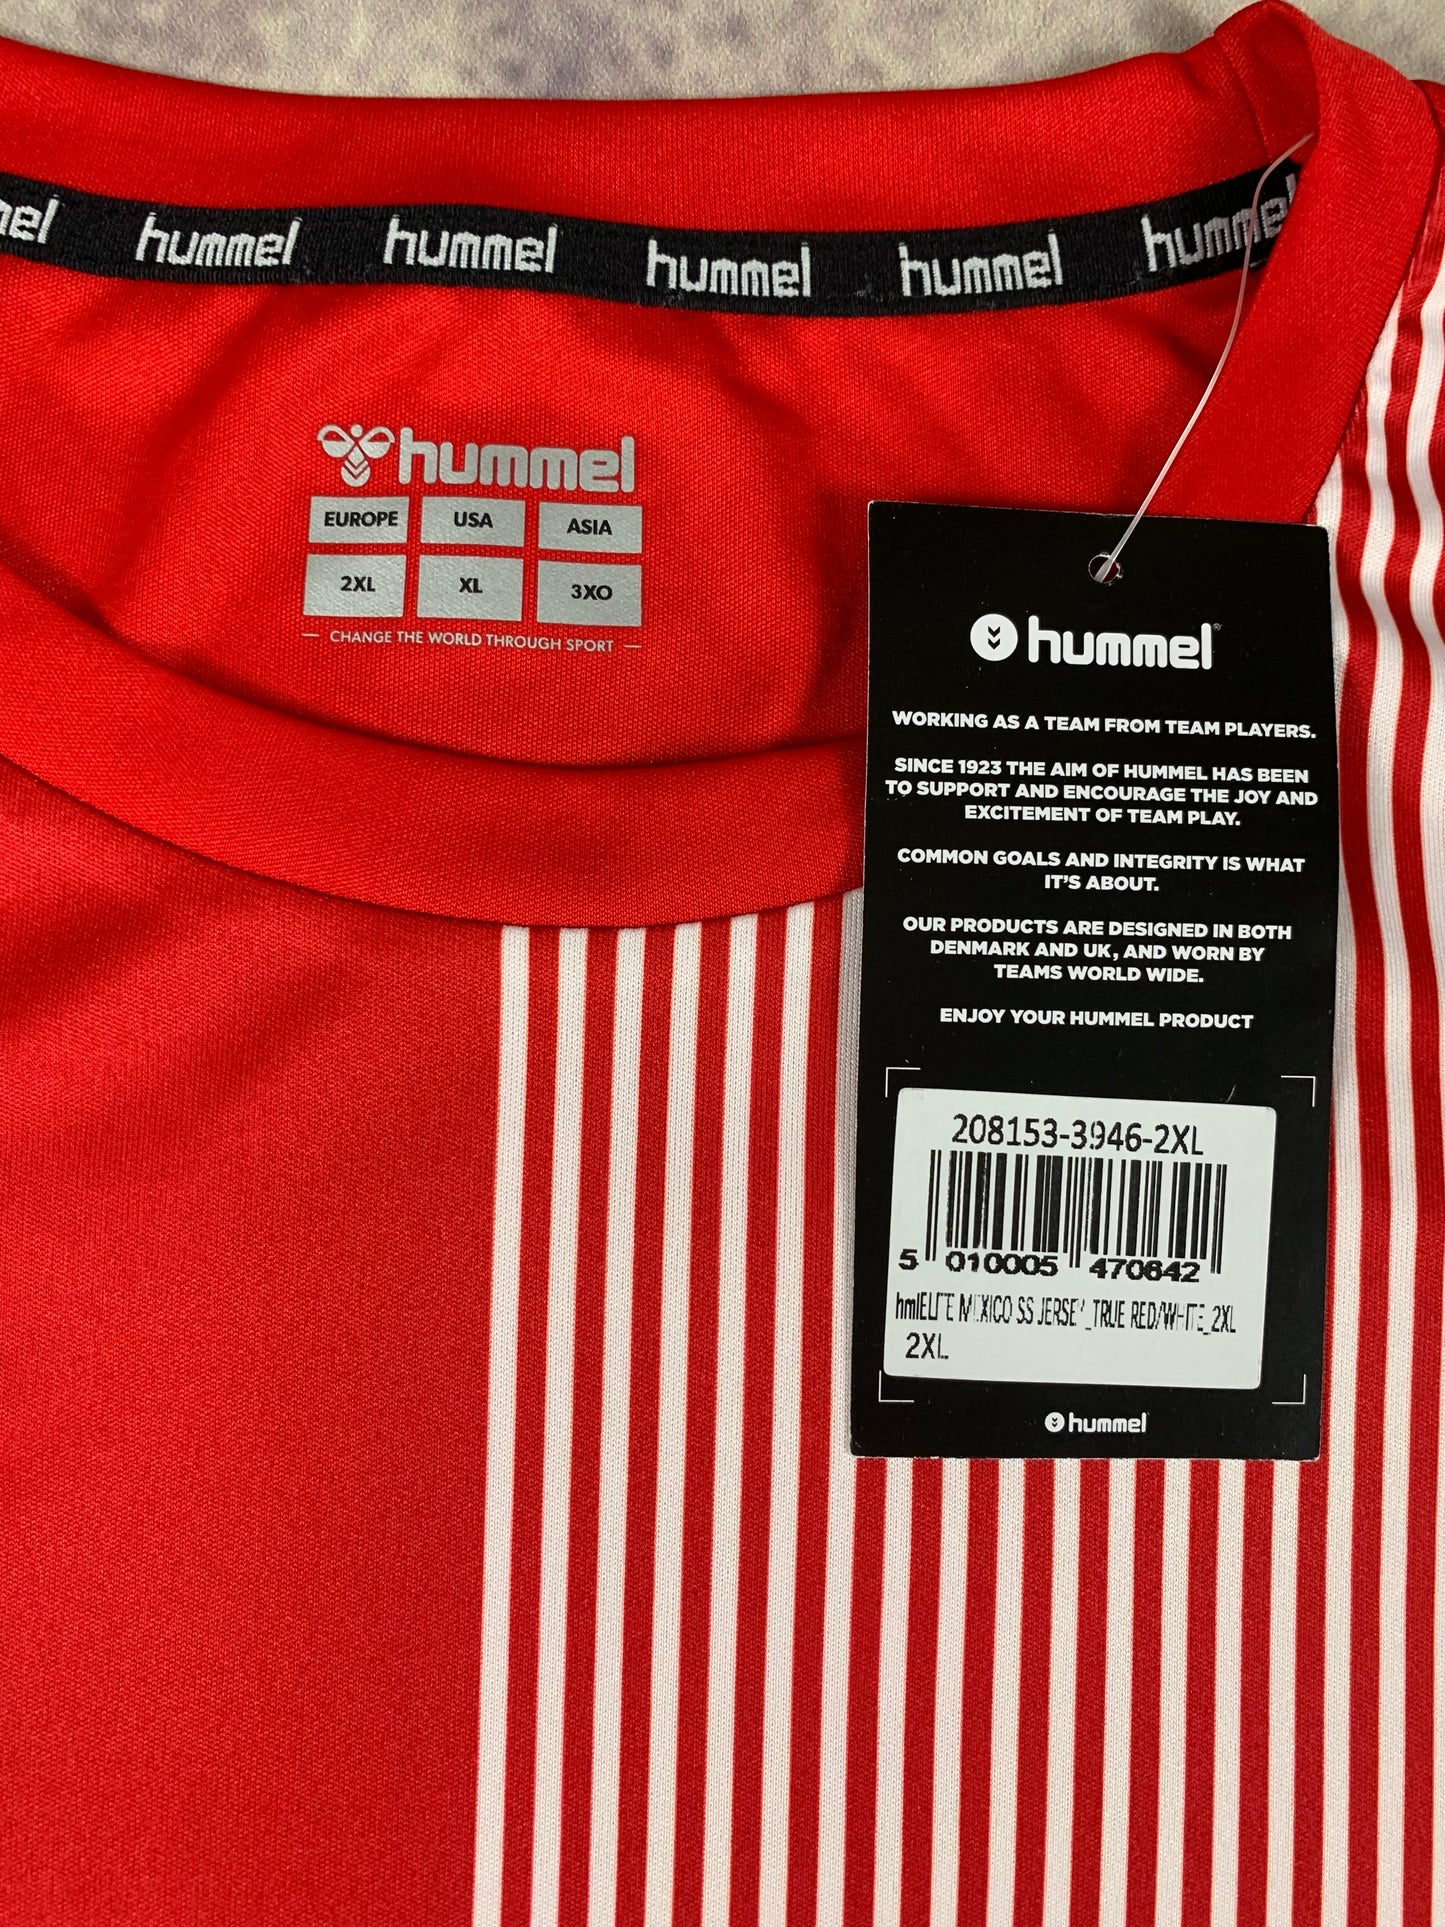 hummel hummel hummel hummel hummel
hummel
EUROPE USA ASIA
2XL XL 3XO
CHANGE THE WORLD THROUGH SPORT
hummel
WORKING AS A TEAM FROM TEAM PLAYERS.
SINCE 1923 THE AIM OF HUMMEL HAS BEEN
TO SUPPORT AND ENCOURAGE THE JOY AND
EXCITEMENT OF TEAM PLAY.
COMMON GOALS AND INTEGRITY IS WHAT
IT'S ABOUT.
OUR PRODUCTS ARE DESIGNED IN BOTH
DENMARK AND UK, AND WORN BY
TEAMS WORLD WIDE.
ENJOY YOUR HUMMEL PRODUCT
208153-3946-2XL
5 010005 470642
hmlELITE MEXICO SS JERSEY_TRUE RED/WHITE_2XL
2XL
hummel